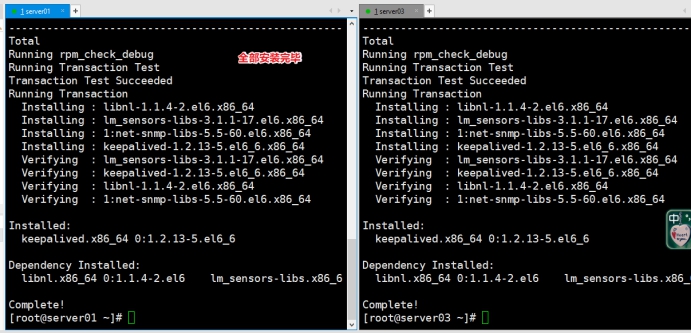 1 server01
Total
Running rpm_check_debug
全部安装完毕
Running Transaction Test
Transaction Test Succeeded
Running Transaction
Installing : libnl-1.1.4-2.el6.x86_64
Installing : lm_sensors-libs-3.1.1-17.el6.x86_64
Installing : 1:net-snmp-libs-5.5-60.el6.x86_64
Installing : keepalived-1.2.13-5.el6_6.x86_64
Verifying : lm_sensors-libs-3.1.1-17.el6.x86_64
Verifying : keepalived-1.2.13-5.el6_6.x86_64
Verifying : libnl-1.1.4-2.el6.x86_64
Verifying : 1:net-snmp-libs-5.5-60.el6.x86_64
Installed:
keepalived.x86_64 0:1.2.13-5.el6_6
Dependency Installed:
libnl.x86_64 0:1.1.4-2.el6 lm_sensors-libs.x86_6
Complete!
[root@server01 ~]#
1 server03
Total
Running rpm_check_debug
Running Transaction Test
Transaction Test Succeeded
Running Transaction
Installing : libnl-1.1.4-2.el6.x86_64
Installing : lm_sensors-libs-3.1.1-17.el6.x86_64
Installing : 1:net-snmp-libs-5.5-60.el6.x86_64
Installing : keepalived-1.2.13-5.el6_6.x86_64
Verifying : lm_sensors-libs-3.1.1-17.el6.x86_64
Verifying : keepalived-1.2.13-5.el6_6.x86_64
Verifying : libnl-1.1.4-2.el6.x86_64
Verifying : 1:net-snmp-libs-5.5-60.el6.x86_64
Installed:
keepalived.x86_64 0:1.2.13-5.el6_6
Dependency Installed:
libnl.x86_64 0:1.1.4-2.el6 lm_sensors-libs.x86_
Complete!
[root@server03 ~]#
中